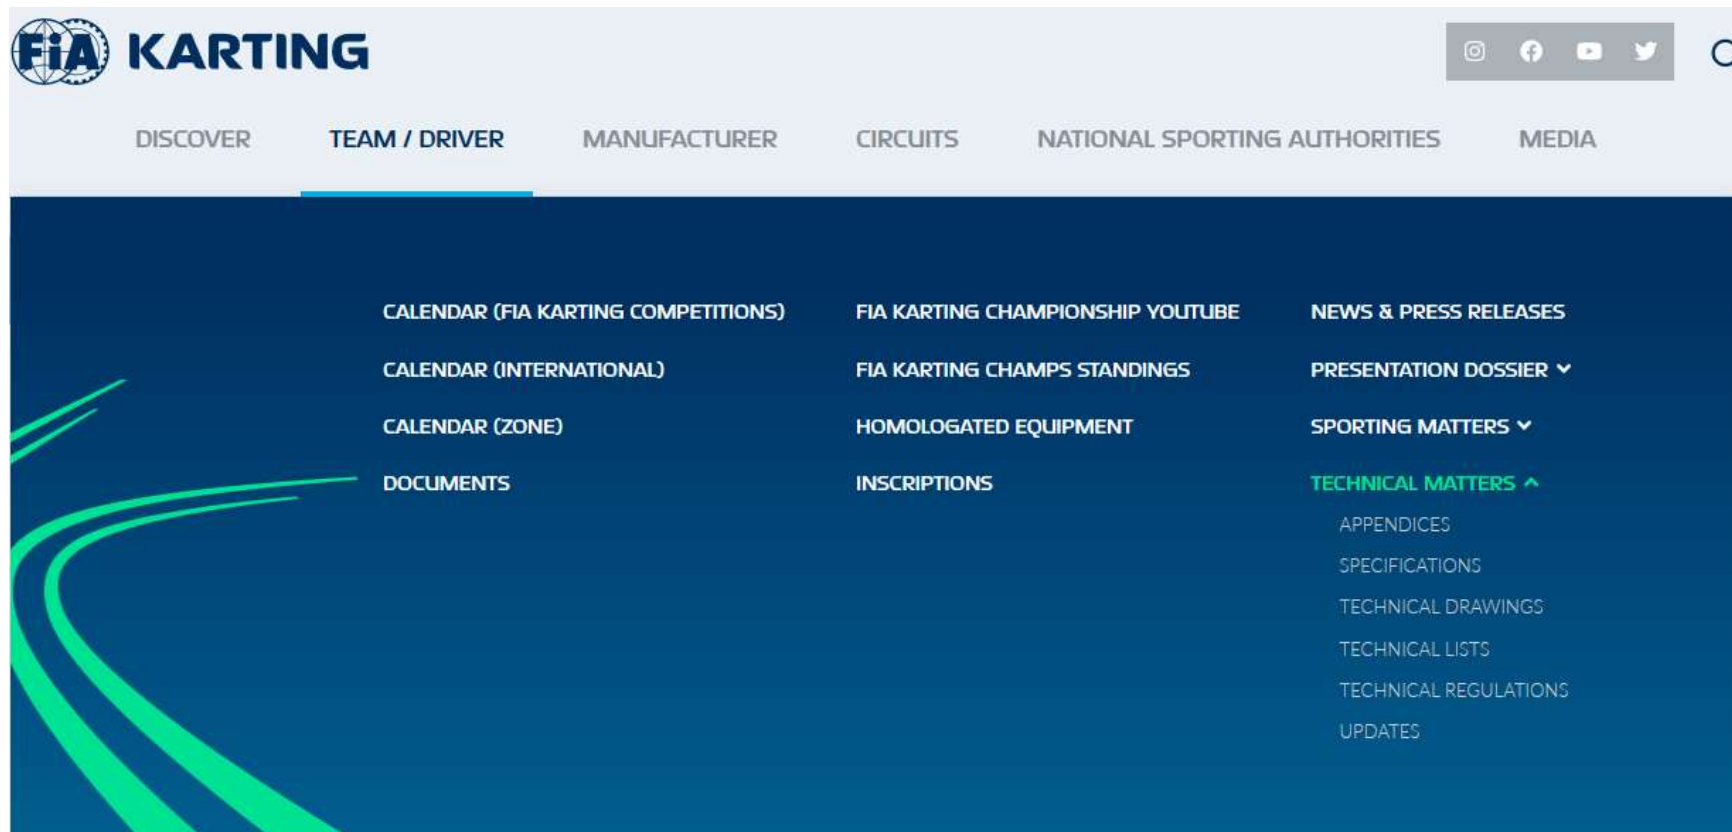 FiA KARTING
DISCOVER TEAM / DRIVER MANUFACTURER CIRCUITS NATIONAL SPORTING AUTHORITIES MEDIA
CALENDAR (FIA KARTING COMPETITIONS)
CALENDAR (INTERNATIONAL)
CALENDAR (ZONE)
DOCUMENTS
FIA KARTING CHAMPIONSHIP YOUTUBE
FIA KARTING CHAMPS STANDINGS
HOMOLOGATED EQUIPMENT
INSCRIPTIONS
NEWS & PRESS RELEASES
PRESENTATION DOSSIER
SPORTING MATTERS
TECHNICAL MATTERS
APPENDICES
SPECIFICATIONS
TECHNICAL DRAWINGS
TECHNICAL LISTS
TECHNICAL REGULATIONS
UPDATES